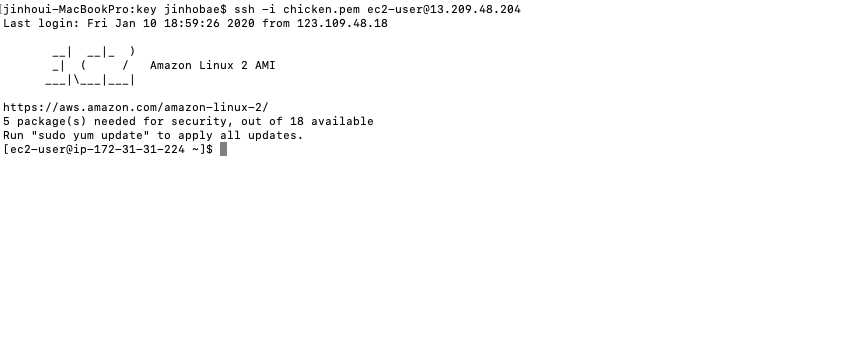 [jinhoui-MacBookPro:key jinhobae$ ssh -i chicken.pem ec2-user@13.209.48.204
Last login: Fri Jan 10 18:59:26 2020 from 123.109.48.18
       __|  __|_  )
       _|  (     /   Amazon Linux 2 AMI
      ___|\___|___|
https://aws.amazon.com/amazon-linux-2/
5 package(s) needed for security, out of 18 available
Run "sudo yum update" to apply all updates.
[ec2-user@ip-172-31-31-224 ~]$